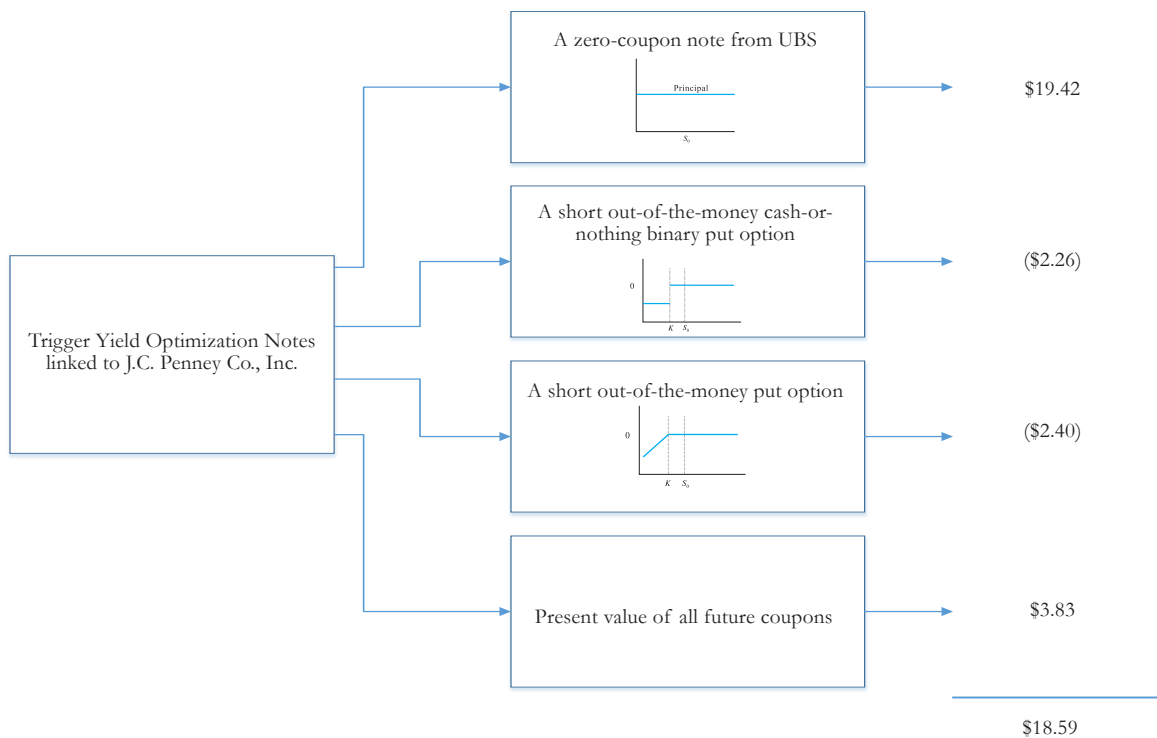 A zero-coupon note from UBS
Principal
S0
$19.42
A short out-of-the-money cash-or-
nothing binary put option
0
K
S0
($2.26)
Trigger Yield Optimization Notes
linked to J.C. Penney Co., Inc.
A short out-of-the-money put option
0
K
S0
($2.40)
Present value of all future coupons
$3.83
$18.59